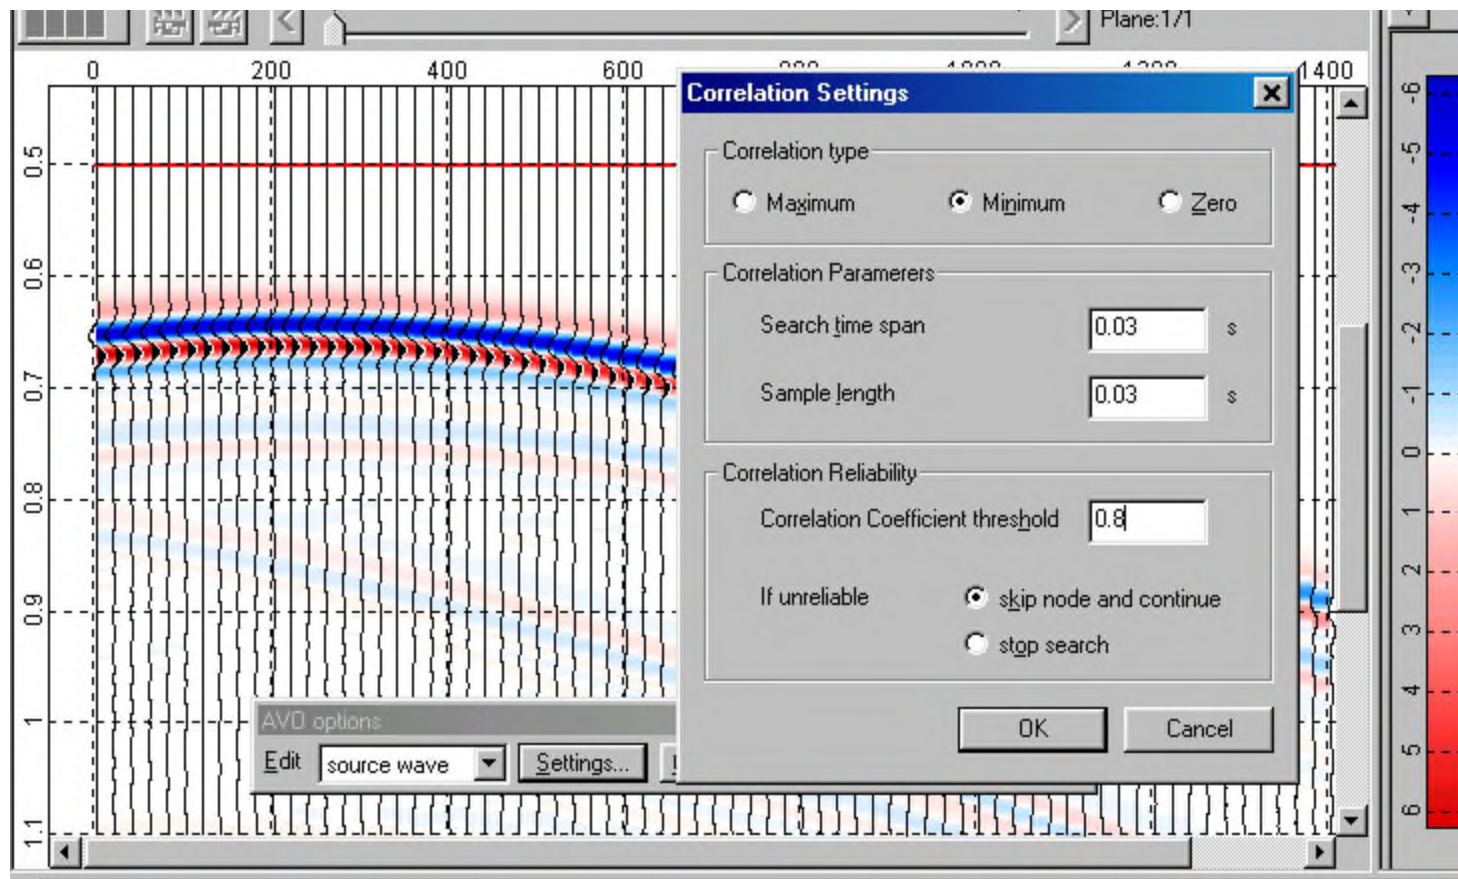 Plane:1/1
0 200 400 600 800 1000 1200 1400
Correlation Settings
Correlation type
Maximum Minimum Zero
Correlation Paramerers
Search time span 0.03 s
Sample length 0.03 s
Correlation Reliability
Correlation Coefficient threshold 0.8
If unreliable skip node and continue
stop search
OK Cancel
AVO options
Edit source wave Settings...
0.5
0.6
0.7
0.8
0.9
1
1.1
-6
-5
-4
-3
-2
-1
0
1
2
3
4
5
6